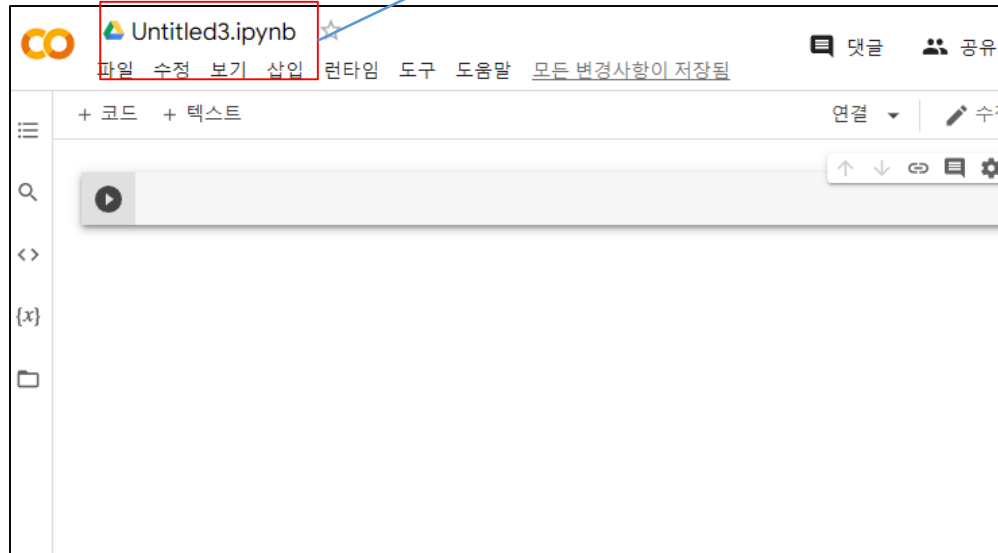 Untitled3.ipynb
댓글 공유
파일 수정 보기 삽입 런타임 도구 도움말 모든 변경사항이 저장됨
+ 코드 + 텍스트
연결
{x}